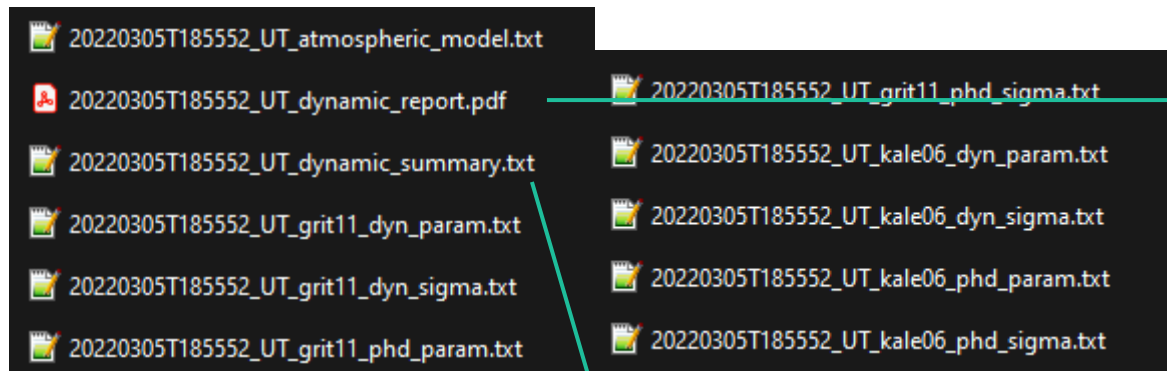 20220305T185552_UT_atmospheric_model.txt
20220305T185552_UT_dynamic_report.pdf
20220305T185552_UT_dynamic_summary.txt
20220305T185552_UT_grit11_dyn_param.txt
20220305T185552_UT_grit11_dyn_sigma.txt
20220305T185552_UT_grit11_phd_param.txt
20220305T185552_UT_grit11_phd_sigma.txt
20220305T185552_UT_kale06_dyn_param.txt
20220305T185552_UT_kale06_dyn_sigma.txt
20220305T185552_UT_kale06_phd_param.txt
20220305T185552_UT_kale06_phd_sigma.txt